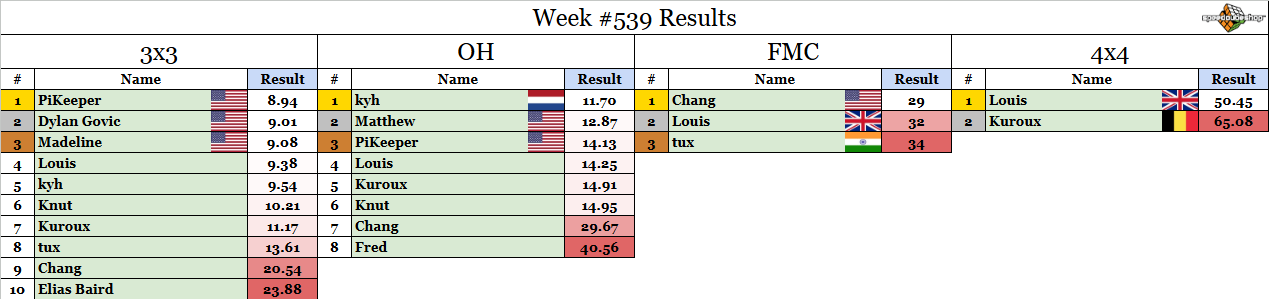 Week #539 Results
speedcubeshop
3x3 OH FMC 4x4
# Name Result # Name Result # Name Result # Name Result
1 PiKeeper 8.94 1 kyh 11.70 1 Chang 29 1 Louis 50.45
2 Dylan Govic 9.01 2 Matthew 12.87 2 Louis 32 2 Kuroux 65.08
3 Madeline 9.08 3 PiKeeper 14.13 3 tux 34
4 Louis 9.38 4 Louis 14.25
5 kyh 9.54 5 Kuroux 14.91
6 Knut 10.21 6 Knut 14.95
7 Kuroux 11.17 7 Chang 29.67
8 tux 13.61 8 Fred 40.56
9 Chang 20.54
10 Elias Baird 23.88